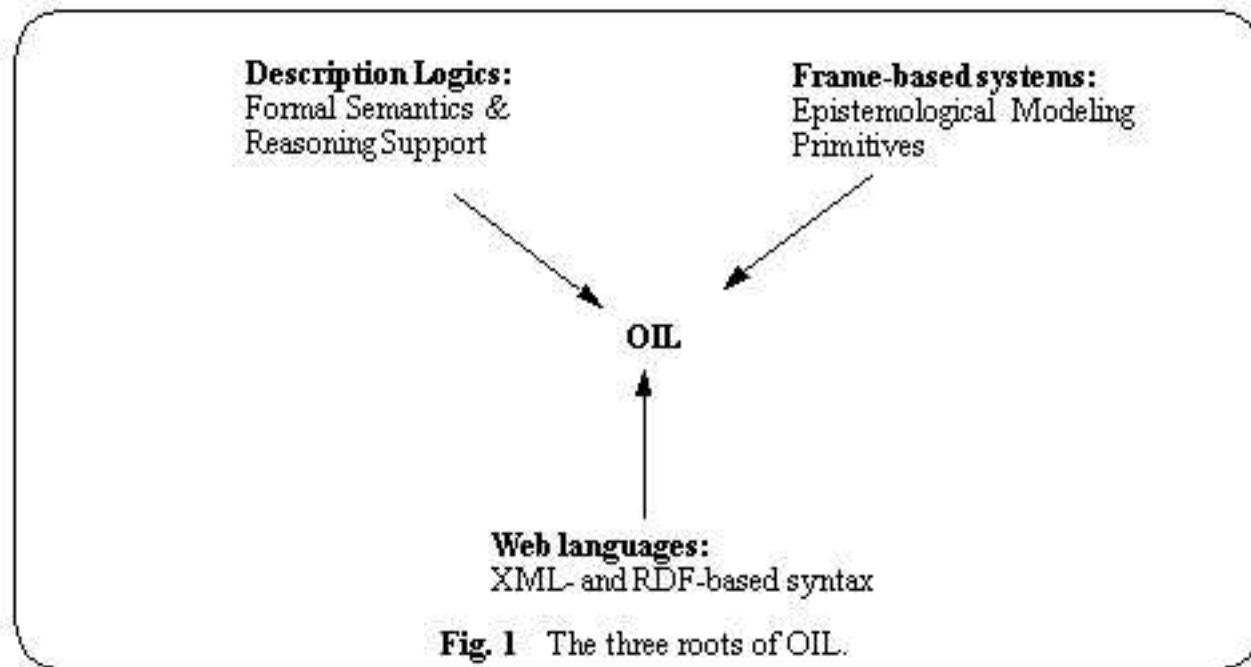 Description Logics:
Formal Semantics &
Reasoning Support
Frame-based systems:
Epistemological Modeling
Primitives
OIL
Web languages:
XML- and RDF-based syntax
Fig. 1 The three roots of OIL.